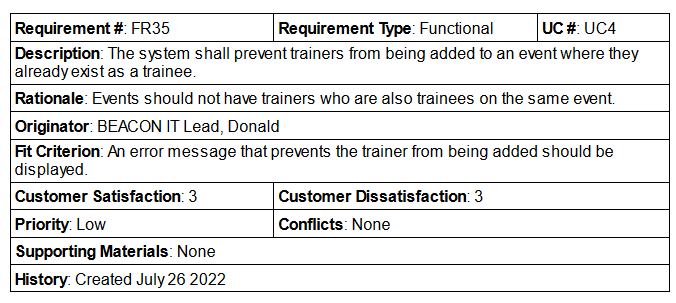 Requirement #: FR35 Requirement Type: Functional UC #: UC4
Description: The system shall prevent trainers from being added to an event where they
already exist as a trainee.
Rationale: Events should not have trainers who are also trainees on the same event.
Originator: BEACON IT Lead, Donald
Fit Criterion: An error message that prevents the trainer from being added should be
displayed.
Customer Satisfaction: 3 Customer Dissatisfaction: 3
Priority: Low Conflicts: None
Supporting Materials: None
History: Created July 26 2022